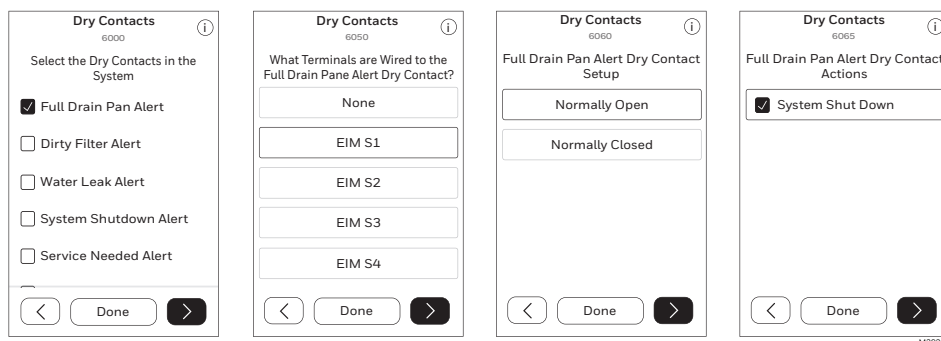 Dry Contacts
6000
Select the Dry Contacts in the
System
Full Drain Pan Alert
Dirty Filter Alert
Water Leak Alert
System Shutdown Alert
Service Needed Alert
Done
Dry Contacts
6050
What Terminals are Wired to the
Full Drain Pane Alert Dry Contact?
None
EIM S1
EIM S2
EIM S3
EIM S4
Done
Dry Contacts
6060
Full Drain Pan Alert Dry Contact
Setup
Normally Open
Normally Closed
Done
Dry Contacts
6065
Full Drain Pan Alert Dry Contact
Actions
System Shut Down
Done